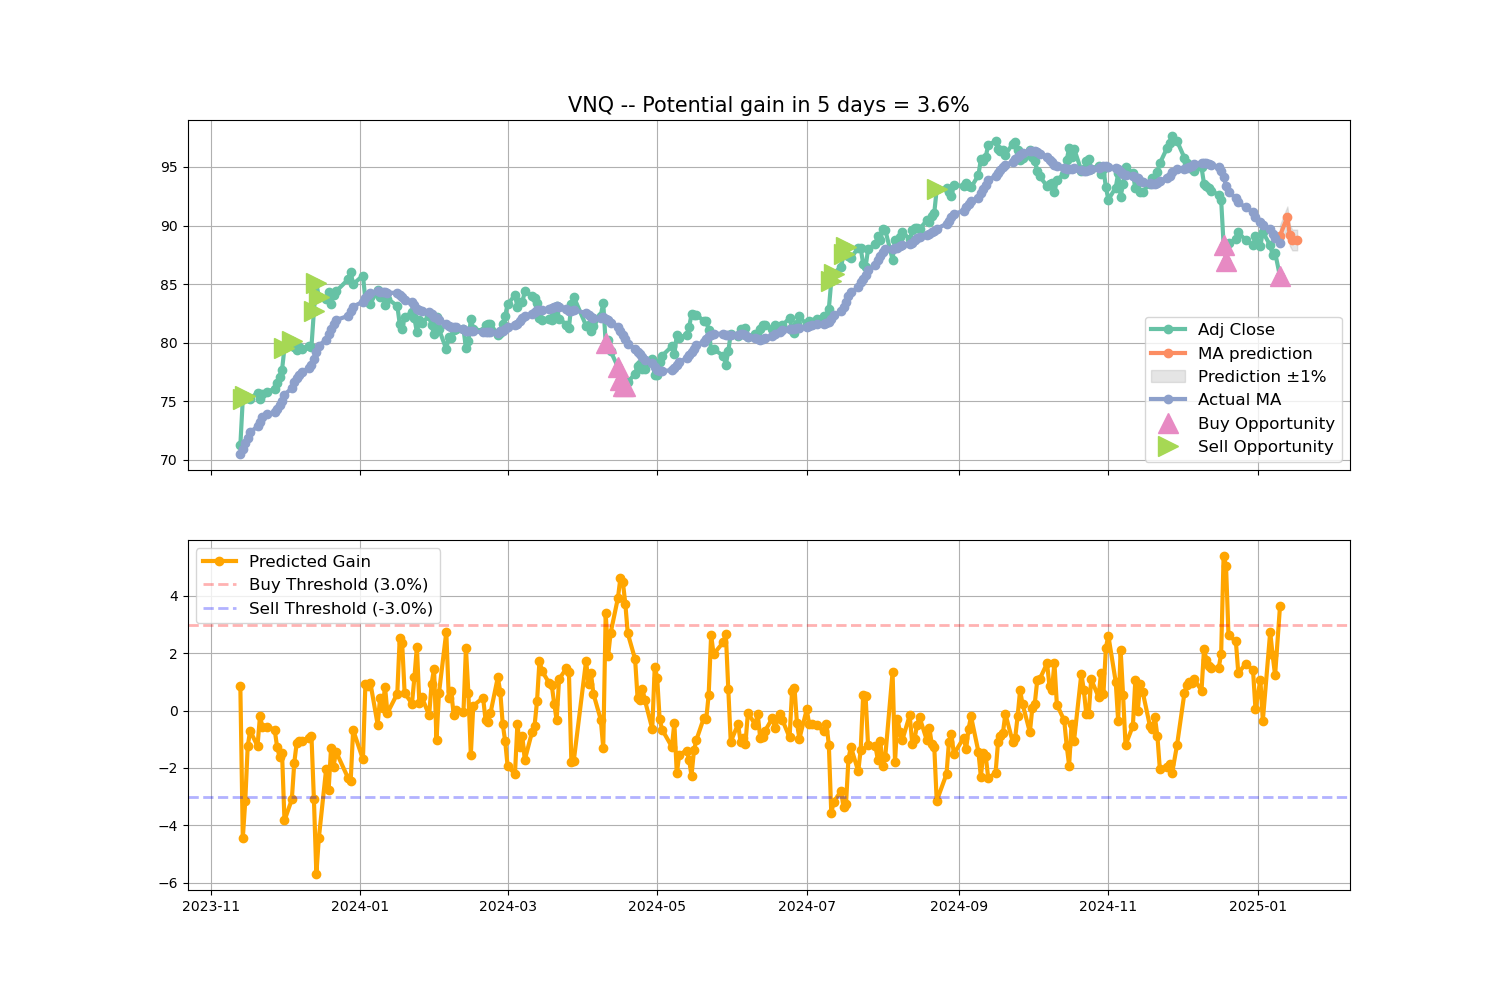 VNQ -- Potential gain in 5 days = 3.6%
95
90
85
80
75
70
Adj Close
MA prediction
Prediction ±1%
Actual MA
Buy Opportunity
Sell Opportunity
Predicted Gain
Buy Threshold (3.0%)
Sell Threshold (-3.0%)
4
2
0
−2
−4
−6
2023-11
2024-01
2024-03
2024-05
2024-07
2024-09
2024-11
2025-01